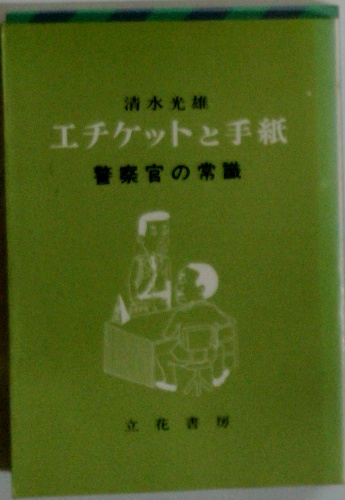 清水光雄
エチケットと手紙
警察官の常識
立花書房